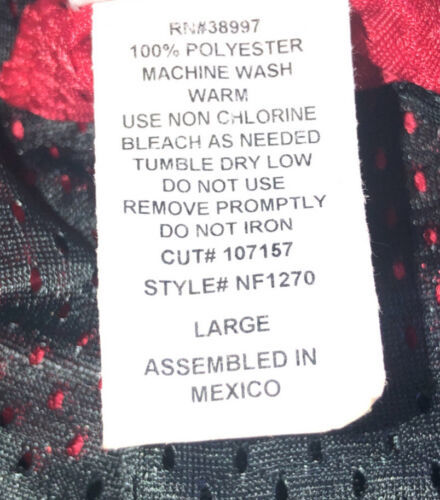 RN#38997
100% POLYESTER
MACHINE WASH
WARM
USE NON CHLORINE
BLEACH AS NEEDED
TUMBLE DRY LOW
DO NOT USE
REMOVE PROMPTLY
DO NOT IRON
CUT# 107157
STYLE# NF1270
LARGE
ASSEMBLED IN
MEXICO